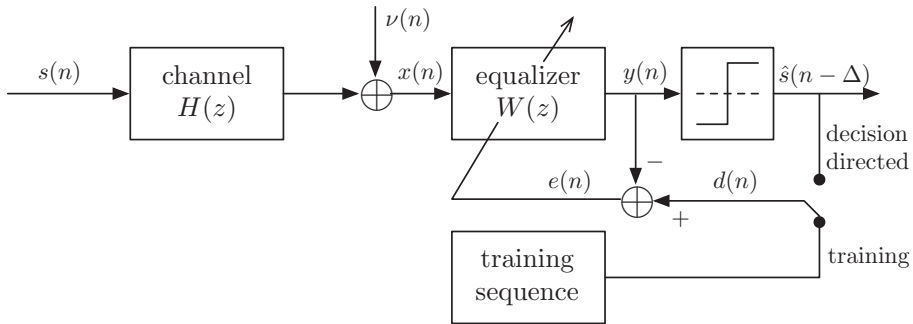 ν(n)
s(n)
channel
H(z)
x(n)
equalizer
W(z)
y(n)
ŝ(n − Δ)
decision
directed
−
e(n)
d(n)
+
training
sequence
training